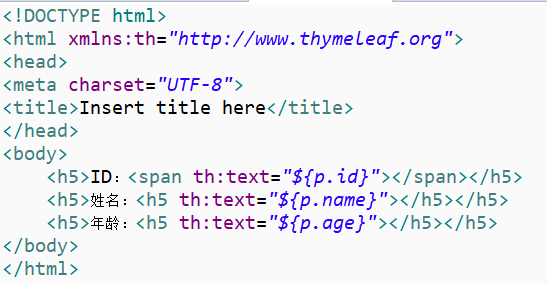 <!DOCTYPE html>
<html xmlns:th="http://www.thymeleaf.org">
<head>
<meta charset="UTF-8">
<title>Insert title here</title>
</head>
<body>
    <h5>ID：<span th:text="${p.id}"></span></h5>
    <h5>姓名：<h5 th:text="${p.name}"></h5></h5>
    <h5>年龄：<h5 th:text="${p.age}"></h5></h5>
</body>
</html>